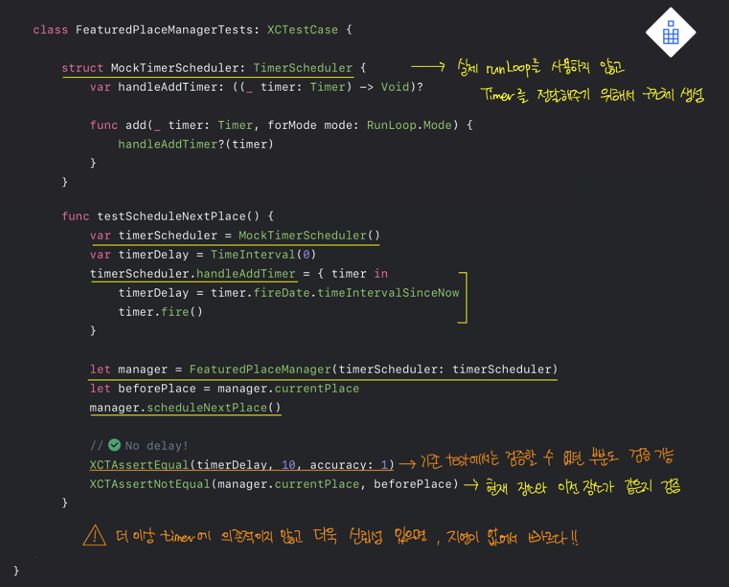 class FeaturedPlaceManagerTests: XCTestCase {
struct MockTimerScheduler: TimerScheduler { → 실제 runLoop를 사용하지 않고
var handleAddTimer: ((_ timer: Timer) -> Void)? Timer를 전달해주기 위해서 구현체 생성
func add(_ timer: Timer, forMode mode: RunLoop.Mode) {
handleAddTimer?(timer)
}
}
func testScheduleNextPlace() {
var timerScheduler = MockTimerScheduler()
var timerDelay = TimeInterval(0)
timerScheduler.handleAddTimer = { timer in
timerDelay = timer.fireDate.timeIntervalSinceNow
timer.fire()
}
let manager = FeaturedPlaceManager(timerScheduler: timerScheduler)
let beforePlace = manager.currentPlace
manager.scheduleNextPlace()
// ✅ No delay!
XCTAssertEqual(timerDelay, 10, accuracy: 1) → 기존 test에서는 검증할 수 없던 부분도 검증 가능
XCTAssertNotEqual(manager.currentPlace, beforePlace) → 현재 장소와 이전 장소가 같은지 검증
}
⚠ 더 이상 timer에 의존적이지 않고 더욱 신뢰성 있으며, 지연이 없어서 빠르다!!
}